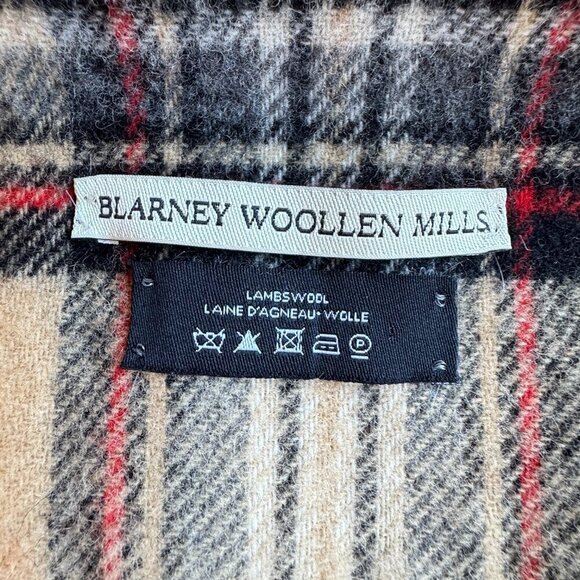 BLARNEY WOOLLEN MILLS
LAMBSWOOL
LAINE D'AGNEAU • WOLLE
P